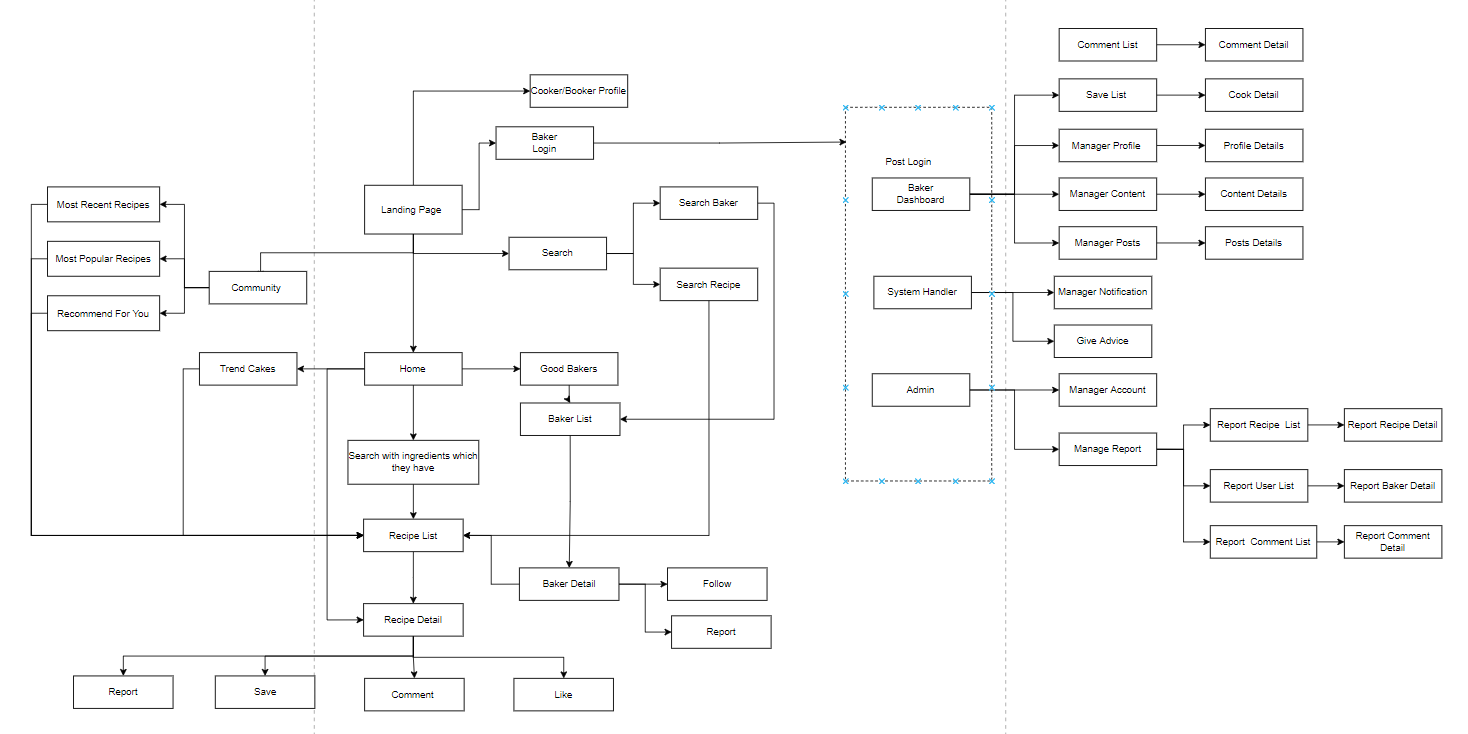 Comment List
Comment Detail
Cooker/Booker Profile
Save List
Cook Detail
Baker
Login
Manager Profile
Profile Details
Post Login
Baker
Dashboard
Manager Content
Content Details
Most Recent Recipes
Landing Page
Search Baker
Manager Posts
Posts Details
Most Popular Recipes
Search
Community
Search Recipe
System Handler
Manager Notification
Recommend For You
Give Advice
Trend Cakes
Home
Good Bakers
Admin
Manager Account
Baker List
Report Recipe  List
Report Recipe Detail
Search with ingredients which
they have
Manage Report
Report User List
Report Baker Detail
Recipe List
Report  Comment List
Report Comment
Detail
Baker Detail
Follow
Recipe Detail
Report
Report
Save
Comment
Like